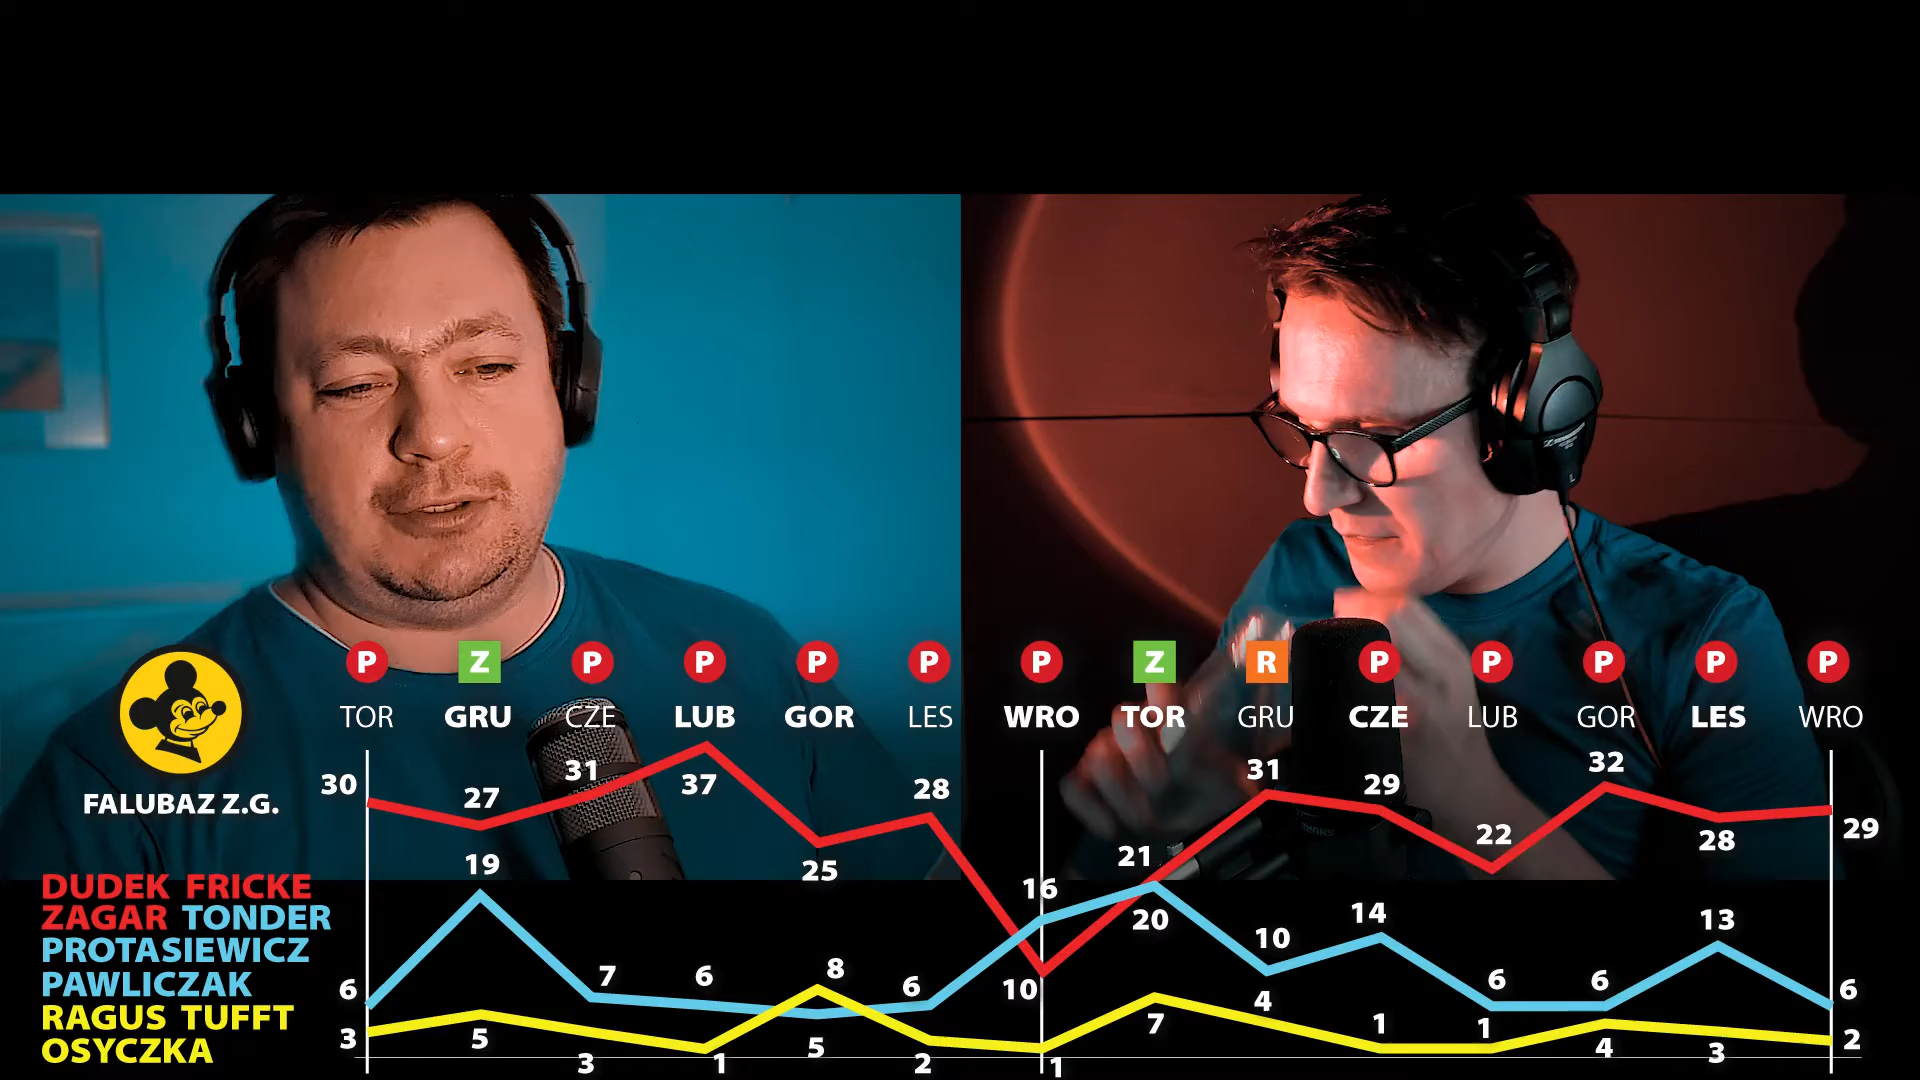 P Z P P P P P Z R P P P P P
TOR GRU CZE LUB GOR LES WRO TOR GRU CZE LUB GOR LES WRO
FALUBAZ Z.G.
30 27 31 37 25 28 10 21 31 29 22 32 28 29
6 19 7 6 5 6 16 20 10 14 6 6 13 6
3 5 3 1 8 2 1 7 4 1 1 4 3 2
DUDEK FRICKE
ZAGAR TONDER
PROTASIEWICZ
PAWLICZAK
RAGUS TUFFT
OSYCZKA